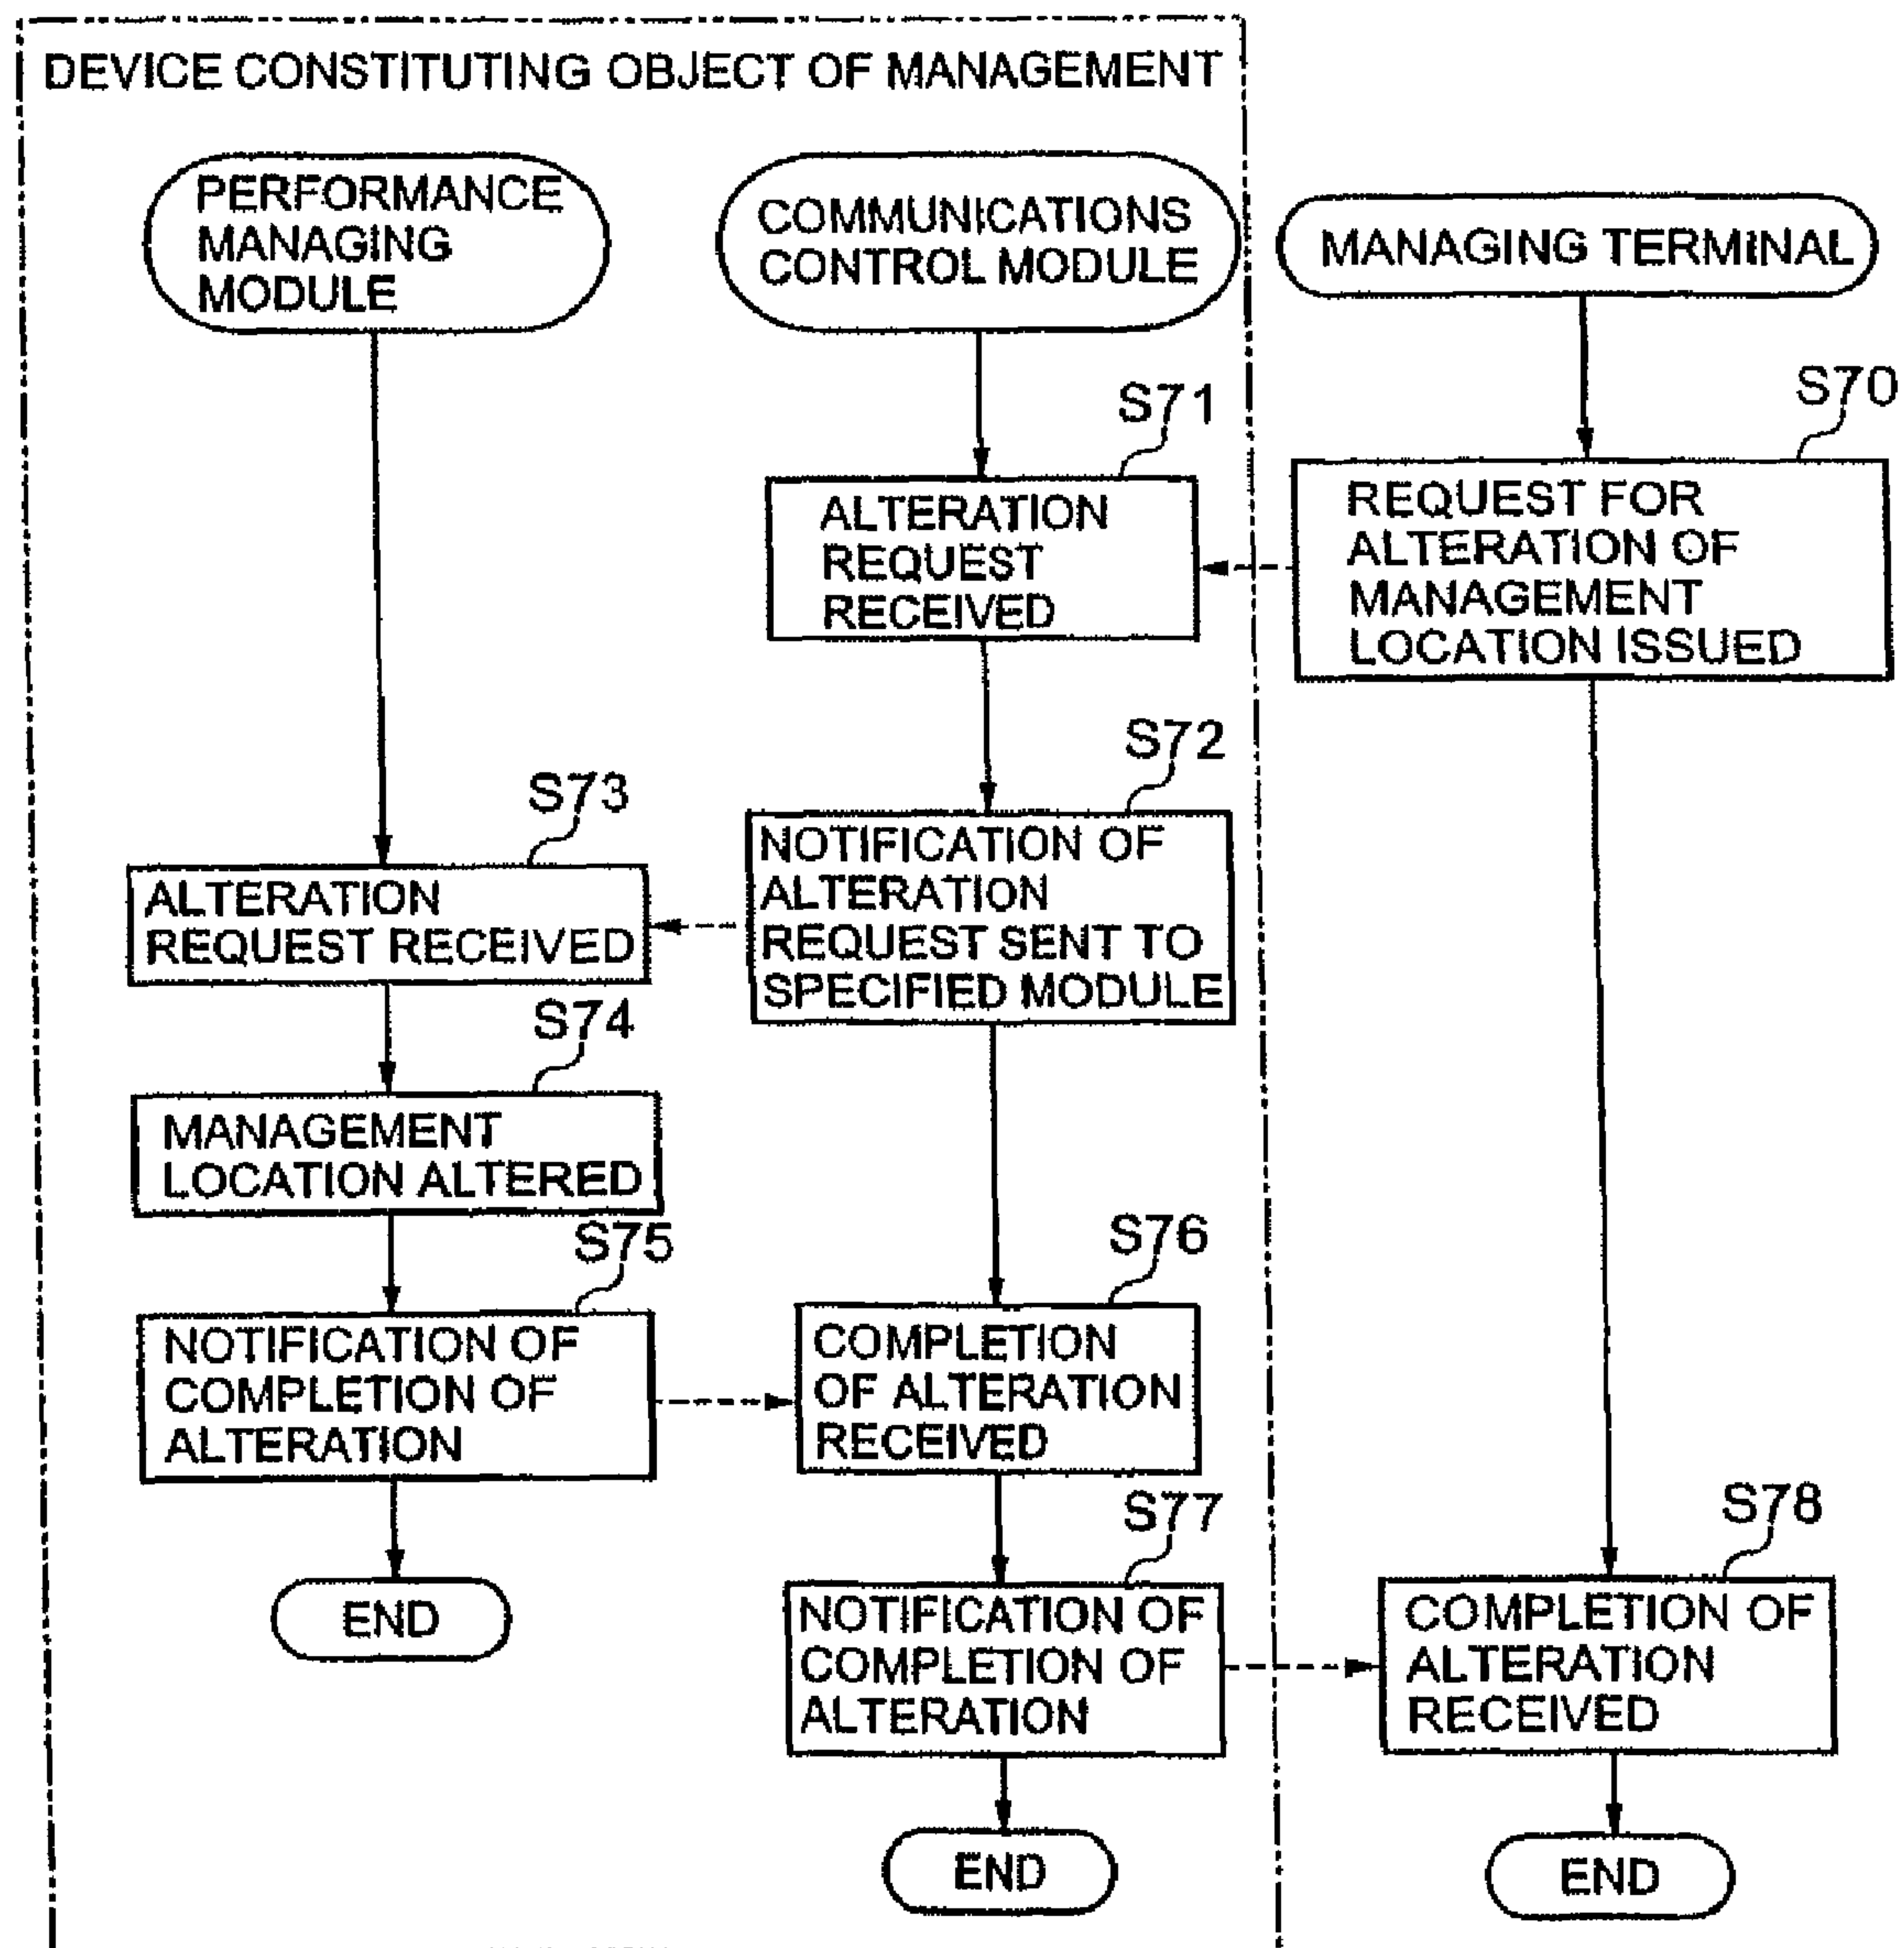 DEVICE CONSTITUTING OBJECT OF MANAGEMENT
PERFORMANCE
MANAGING
MODULE
COMMUNICATIONS
CONTROL MODULE
MANAGING TERMINAL
S70
REQUEST FOR
ALTERATION OF
MANAGEMENT
LOCATION ISSUED
S71
ALTERATION
REQUEST
RECEIVED
S72
NOTIFICATION OF
ALTERATION
REQUEST SENT TO
SPECIFIED MODULE
S73
ALTERATION
REQUEST RECEIVED
S74
MANAGEMENT
LOCATION ALTERED
S75
NOTIFICATION OF
COMPLETION OF
ALTERATION
END
S76
COMPLETION
OF ALTERATION
RECEIVED
S77
NOTIFICATION OF
COMPLETION OF
ALTERATION
END
S78
COMPLETION OF
ALTERATION
RECEIVED
END